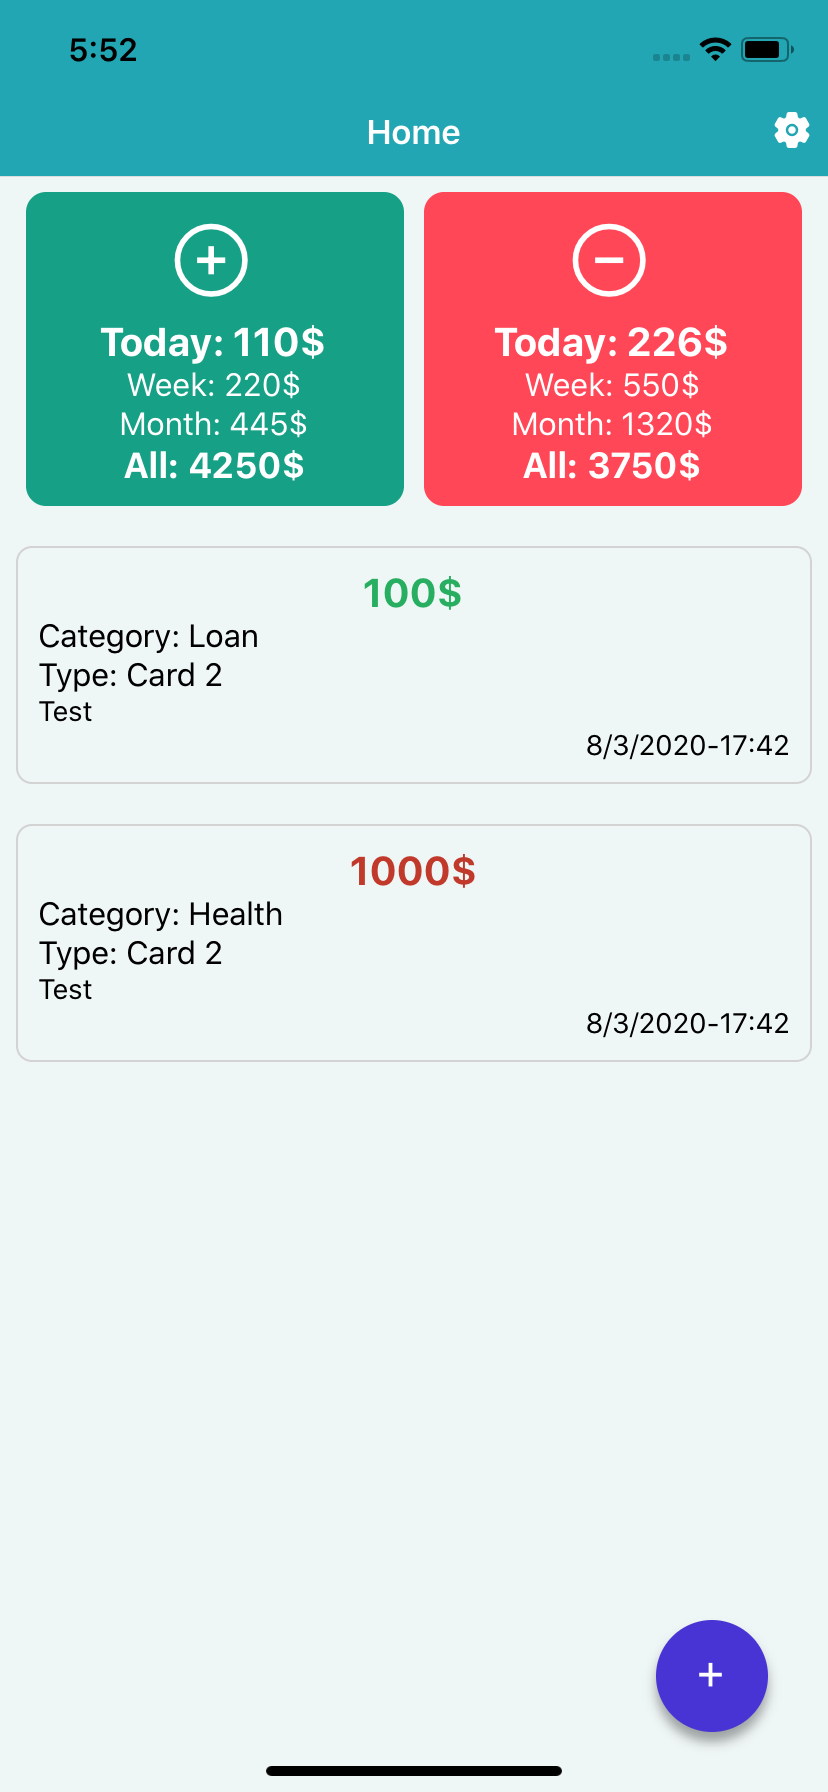 5:52
Home
Today: 110$
Week: 220$
Month: 445$
All: 4250$
Today: 226$
Week: 550$
Month: 1320$
All: 3750$
100$
Category: Loan
Type: Card 2
Test
8/3/2020-17:42
1000$
Category: Health
Type: Card 2
Test
8/3/2020-17:42